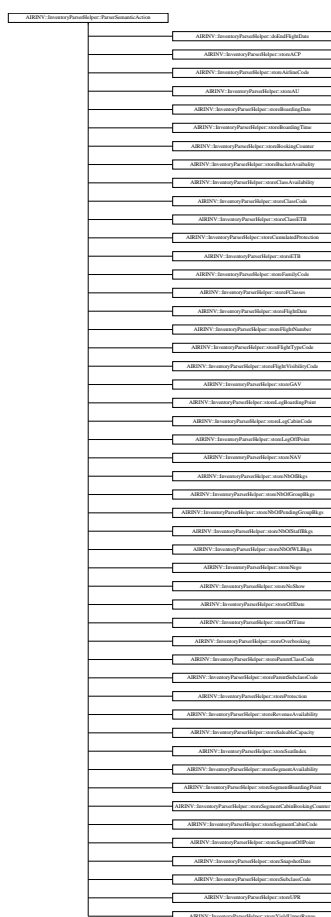 AIRINV::InventoryParserHelper::ParserSemanticAction
AIRINV::InventoryParserHelper::doEndFlightDate
AIRINV::InventoryParserHelper::storeACP
AIRINV::InventoryParserHelper::storeAirlineCode
AIRINV::InventoryParserHelper::storeAU
AIRINV::InventoryParserHelper::storeBoardingDate
AIRINV::InventoryParserHelper::storeBoardingTime
AIRINV::InventoryParserHelper::storeBookingCounter
AIRINV::InventoryParserHelper::storeBucketAvaibality
AIRINV::InventoryParserHelper::storeClassAvailability
AIRINV::InventoryParserHelper::storeClassCode
AIRINV::InventoryParserHelper::storeClassETB
AIRINV::InventoryParserHelper::storeCumulatedProtection
AIRINV::InventoryParserHelper::storeETB
AIRINV::InventoryParserHelper::storeFamilyCode
AIRINV::InventoryParserHelper::storeFClasses
AIRINV::InventoryParserHelper::storeFlightDate
AIRINV::InventoryParserHelper::storeFlightNumber
AIRINV::InventoryParserHelper::storeFlightTypeCode
AIRINV::InventoryParserHelper::storeFlightVisibilityCode
AIRINV::InventoryParserHelper::storeGAV
AIRINV::InventoryParserHelper::storeLegBoardingPoint
AIRINV::InventoryParserHelper::storeLegCabinCode
AIRINV::InventoryParserHelper::storeLegOffPoint
AIRINV::InventoryParserHelper::storeNAV
AIRINV::InventoryParserHelper::storeNbOfBkgs
AIRINV::InventoryParserHelper::storeNbOfGroupBkgs
AIRINV::InventoryParserHelper::storeNbOfPendingGroupBkgs
AIRINV::InventoryParserHelper::storeNbOfStaffBkgs
AIRINV::InventoryParserHelper::storeNbOfWLBkgs
AIRINV::InventoryParserHelper::storeNego
AIRINV::InventoryParserHelper::storeNoShow
AIRINV::InventoryParserHelper::storeOffDate
AIRINV::InventoryParserHelper::storeOffTime
AIRINV::InventoryParserHelper::storeOverbooking
AIRINV::InventoryParserHelper::storeParentClassCode
AIRINV::InventoryParserHelper::storeParentSubclassCode
AIRINV::InventoryParserHelper::storeProtection
AIRINV::InventoryParserHelper::storeRevenueAvailability
AIRINV::InventoryParserHelper::storeSaleableCapacity
AIRINV::InventoryParserHelper::storeSeatIndex
AIRINV::InventoryParserHelper::storeSegmentAvailability
AIRINV::InventoryParserHelper::storeSegmentBoardingPoint
AIRINV::InventoryParserHelper::storeSegmentCabinBookingCounter
AIRINV::InventoryParserHelper::storeSegmentCabinCode
AIRINV::InventoryParserHelper::storeSegmentOffPoint
AIRINV::InventoryParserHelper::storeSnapshotDate
AIRINV::InventoryParserHelper::storeSubclassCode
AIRINV::InventoryParserHelper::storeUPR
AIRINV::InventoryParserHelper::storeYieldUpperRange